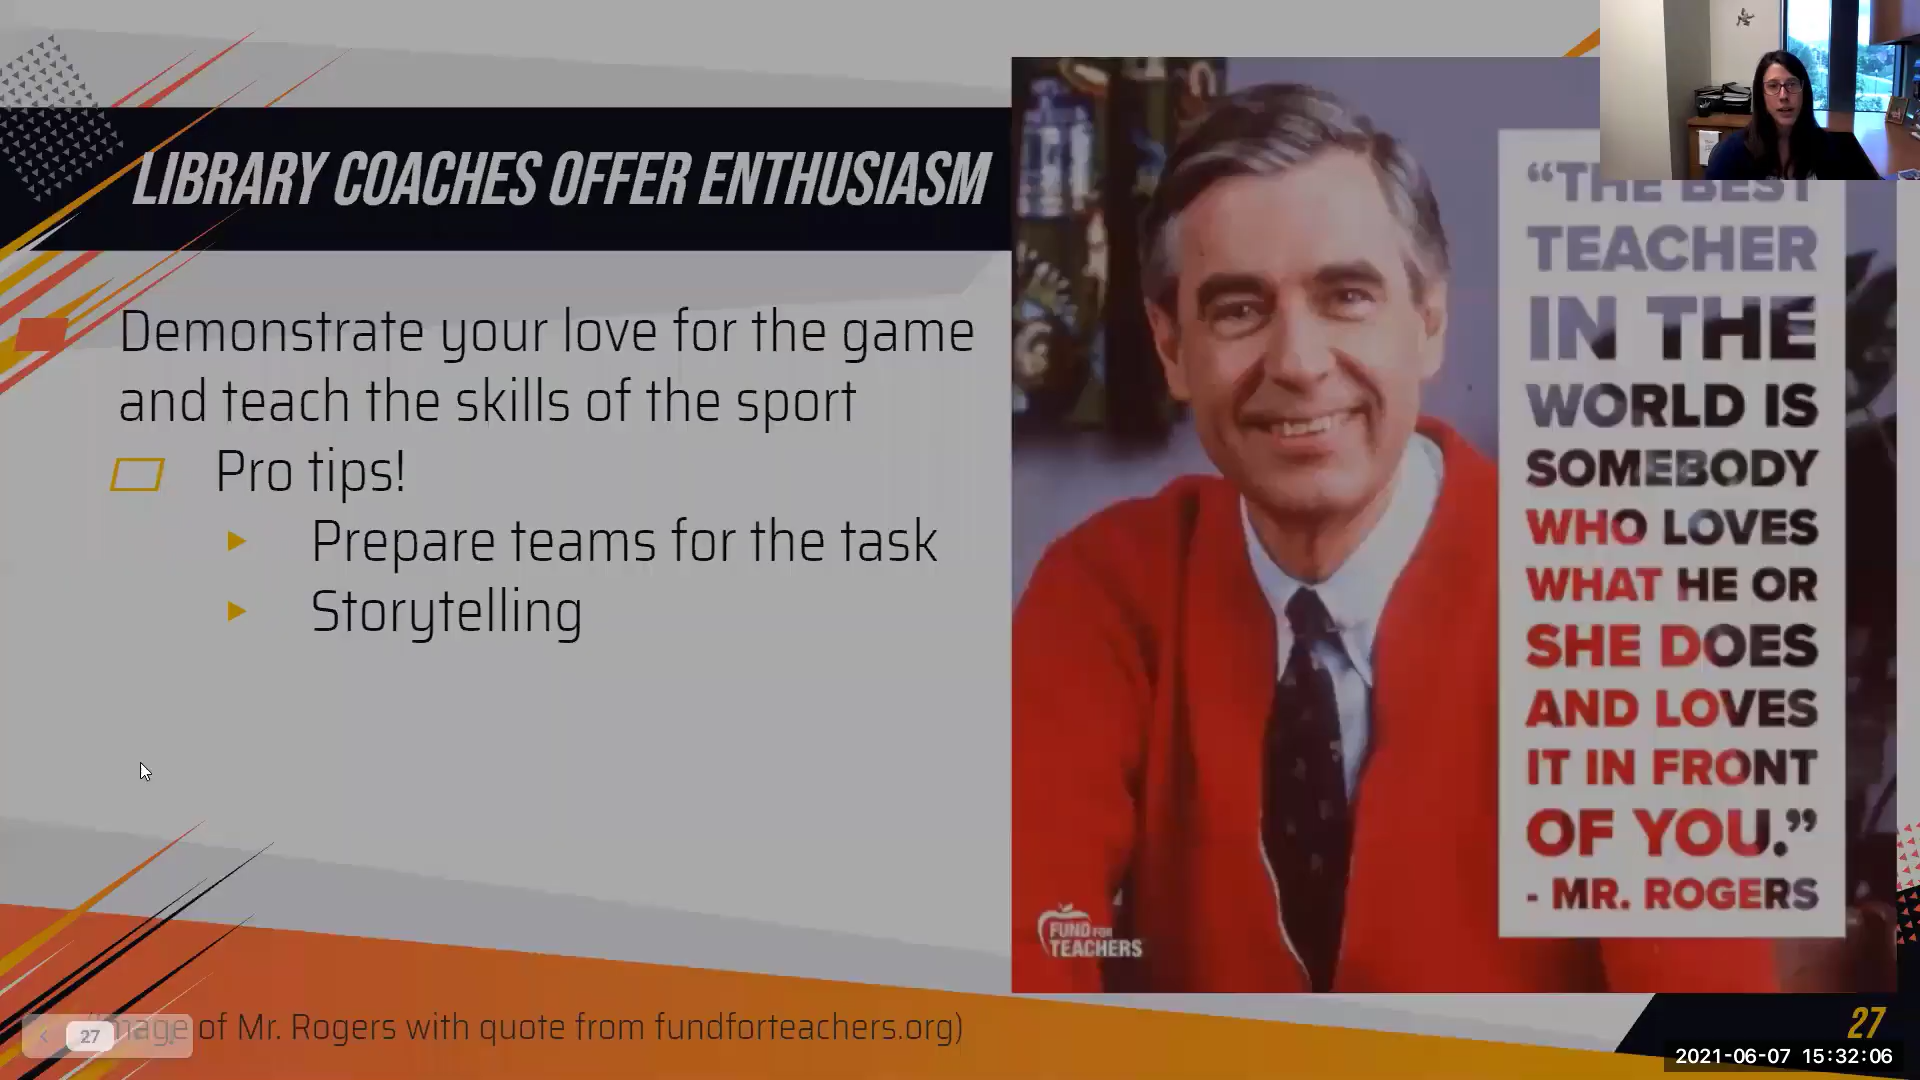 LIBRARY COACHES OFFER ENTHUSIASM
Demonstrate your love for the game
and teach the skills of the sport
Pro tips!
Prepare teams for the task
Storytelling
“THE BEST
TEACHER
IN THE
WORLD IS
SOMEBODY
WHO LOVES
WHAT HE OR
SHE DOES
AND LOVES
IT IN FRONT
OF YOU.”
- MR. ROGERS
FUND FOR
TEACHERS
(Image of Mr. Rogers with quote from fundforteachers.org)
27
27
2021-06-07 15:32:06